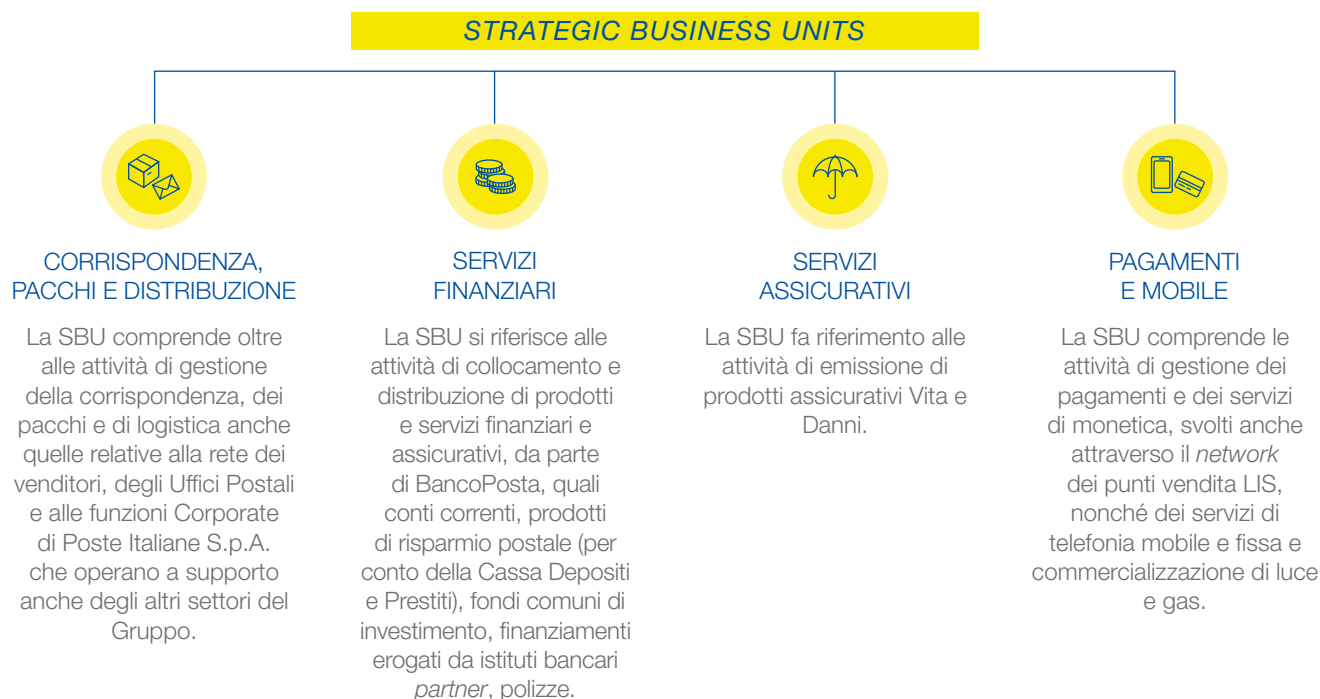 STRATEGIC BUSINESS UNITS
CORRISPONDENZA,
PACCHI E DISTRIBUZIONE
La SBU comprende oltre
alle attività di gestione
della corrispondenza, dei
pacchi e di logistica anche
quelle relative alla rete dei
venditori, degli Uffici Postali
e alle funzioni Corporate
di Poste Italiane S.p.A.
che operano a supporto
anche degli altri settori del
Gruppo.
SERVIZI
FINANZIARI
La SBU si riferisce alle
attività di collocamento e
distribuzione di prodotti
e servizi finanziari e
assicurativi, da parte
di BancoPosta, quali
conti correnti, prodotti
di risparmio postale (per
conto della Cassa Depositi
e Prestiti), fondi comuni di
investimento, finanziamenti
erogati da istituti bancari
partner, polizze.
SERVIZI
ASSICURATIVI
La SBU fa riferimento alle
attività di emissione di
prodotti assicurativi Vita e
Danni.
PAGAMENTI
E MOBILE
La SBU comprende le
attività di gestione dei
pagamenti e dei servizi
di monetica, svolti anche
attraverso il network
dei punti vendita LIS,
nonché dei servizi di
telefonia mobile e fissa e
commercializzazione di luce
e gas.